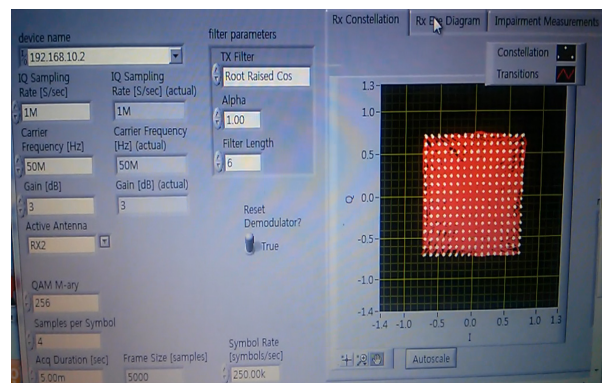 Rx Constellation
Rx Eye Diagram
Impairment Measurements
device name
192.168.10.2
filter parameters
TX Filter
Root Raised Cos
Alpha
1.00
Filter Length
6
IQ Sampling
Rate [S/sec]
1M
IQ Sampling
Rate [S/sec] (actual)
1M
Carrier
Frequency [Hz]
50M
Carrier Frequency
[Hz] (actual)
50M
Gain [dB]
3
Gain [dB] (actual)
3
Active Antenna
RX2
Reset
Demodulator?
True
QAM M-ary
256
Samples per Symbol
4
Acq Duration [sec]
5.00m
Frame Size [samples]
5000
Symbol Rate
[symbols/sec]
250.00k
Constellation
Transitions
1.3
1.0
0.5
0.0
-0.5
-1.0
-1.4
Q
-1.4 -1.0 -0.5 0.0 0.5 1.0 1.3
I
Autoscale